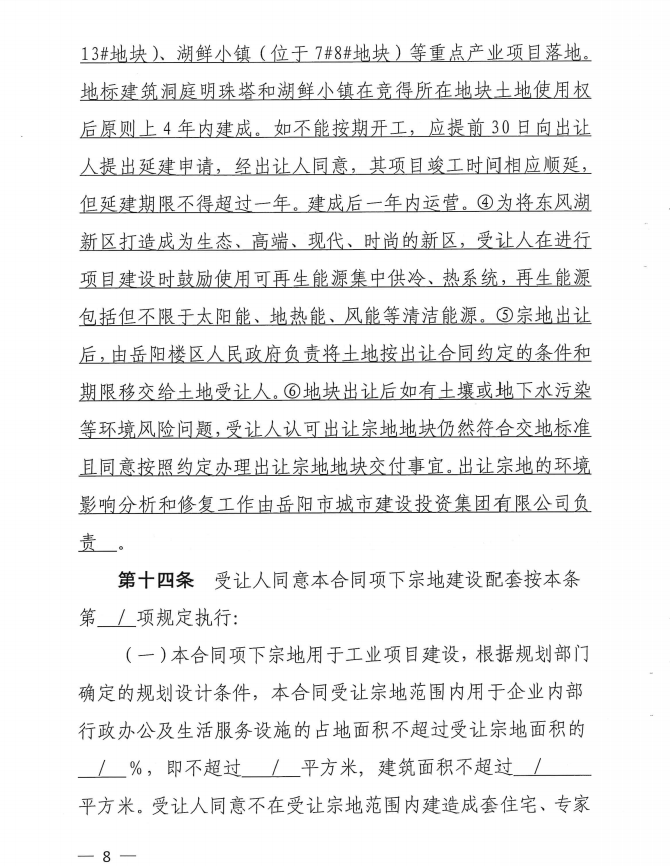 13#地块）、湖鲜小镇（位于 7#8#地块）等重点产业项目落地。
地标建筑洞庭明珠塔和湖鲜小镇在竞得所在地块土地使用权
后原则上 4 年内建成。如不能按期开工，应提前 30 日向出让
人提出延建申请，经出让人同意，其项目竣工时间相应顺延，
但延建期限不得超过一年。建成后一年内运营。④为将东风湖
新区打造成为生态、高端、现代、时尚的新区，受让人在进行
项目建设时鼓励使用可再生能源集中供冷、热系统，再生能源
包括但不限于太阳能、地热能、风能等清洁能源。⑤宗地出让
后，由岳阳楼区人民政府负责将土地按出让合同约定的条件和
期限移交给土地受让人。⑥地块出让后如有土壤或地下水污染
等环境风险问题，受让人认可出让宗地地块仍然符合交地标准
且同意按照约定办理出让宗地地块交付事宜。出让宗地的环境
影响分析和修复工作由岳阳市城市建设投资集团有限公司负
责 。
第十四条 受让人同意本合同项下宗地建设配套按本条
第 / 项规定执行：
（一）本合同项下宗地用于工业项目建设，根据规划部门
确定的规划设计条件，本合同受让宗地范围内用于企业内部
行政办公及生活服务设施的占地面积不超过受让宗地面积的
/ %，即不超过 / 平方米，建筑面积不超过 /
平方米。受让人同意不在受让宗地范围内建造成套住宅、专家
— 8 —